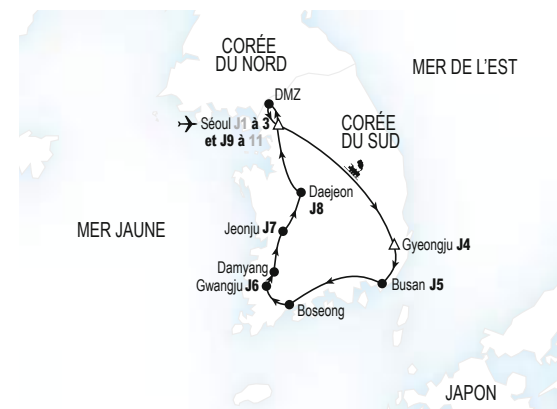 CORÉE
DU NORD
MER DE L'EST
DMZ
Séoul J1 à 3
et J9 à 11
CORÉE
DU SUD
Daejeon
J8
MER JAUNE
Jeonju J7
Gyeongju J4
Damyang
Gwangju J6
Busan J5
Boseong
JAPON